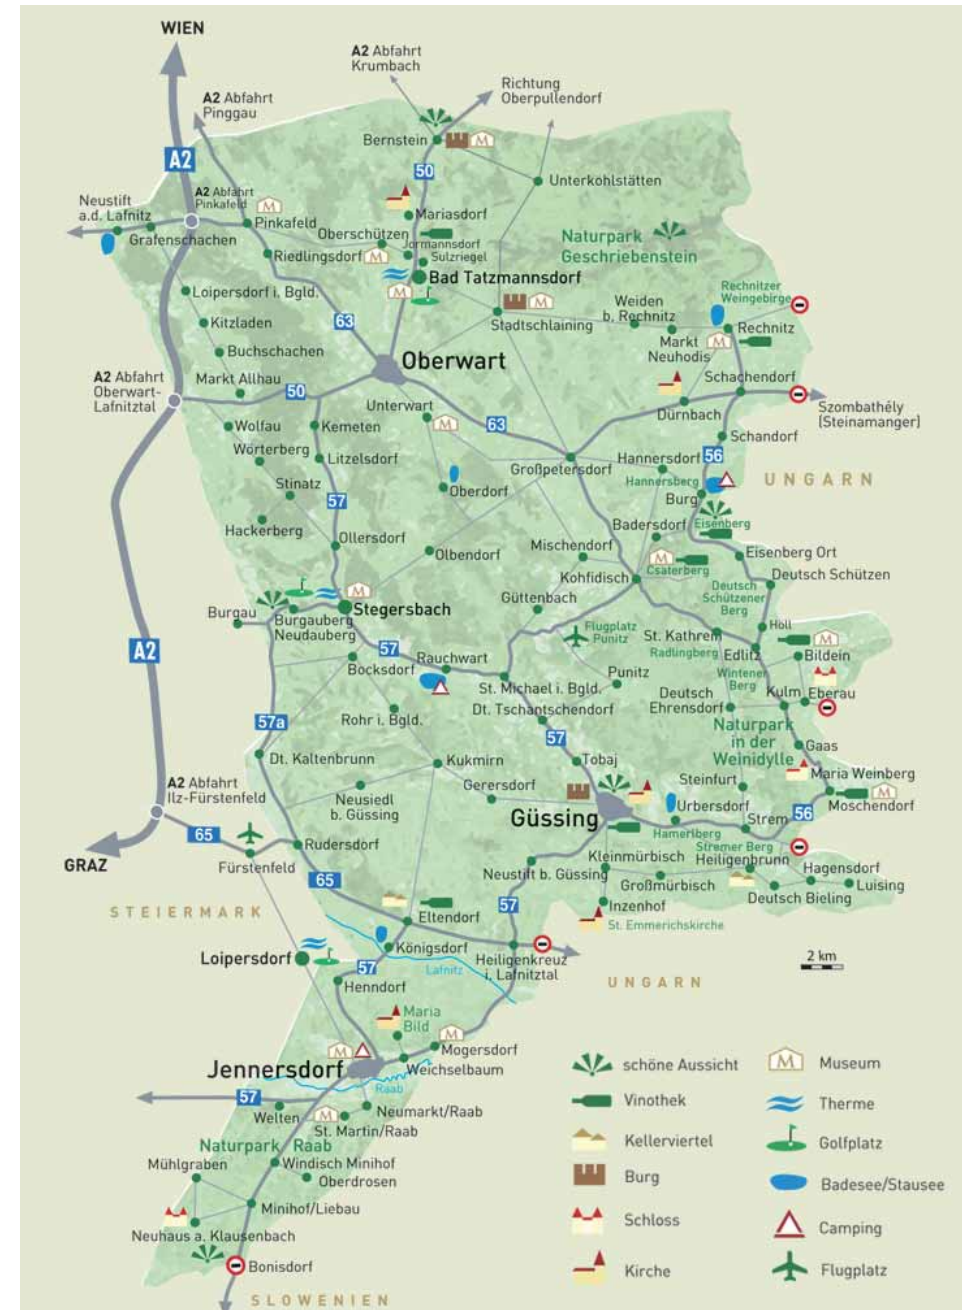 WIEN
A2 Abfahrt
Krumbach
Richtung
Oberpullendorf
A2 Abfahrt
Pinggau
Bernstein
M
A2
50
Unterkohlstätten
Neustift
a.d. Lafnitz
A2 Abfahrt
Pinkafeld
M
Pinkafeld
Mariasdorf
Grafenschachen
Oberschützen
Jormannsdorf
Sulzriegel
Naturpark
Geschriebenstein
Riedlingsdorf
M
Bad Tatzmannsdorf
Loipersdorf i. Bgld.
M
M
Rechnitzer
Weingebirge
Weiden
b. Rechnitz
Kitzladen
63
Stadtschlaining
Rechnitz
Markt
Neuhodis
M
Buchschachen
Oberwart
A2 Abfahrt
Oberwart-
Lafnitztal
Markt Allhau
50
Schachendorf
Unterwart
M
Dürnbach
Szombathély
(Steinamanger)
Wolfau
Kemeten
63
Schandorf
Wörterberg
Litzelsdorf
Großpetersdorf
Hannersdorf
56
Hannersberg
UNGARN
Stinatz
Oberdorf
Burg
57
Hackerberg
Badersdorf
Eisenberg
Ollersdorf
Olbendorf
Mischendorf
M
Csaterberg
Eisenberg Ort
Kohfidisch
Deutsch Schützen
Deutsch
Schützener
Berg
M
Burgau
Burgauberg
Neudauberg
Stegersbach
Güttenbach
Flugplatz
Punitz
St. Kathrein
Höll
A2
57
Radlingberg
Edlitz
M
Bildein
Bocksdorf
Rauchwart
St. Michael i. Bgld.
Punitz
Wintener
Berg
Kulm
Eberau
Rohr i. Bgld.
Dt. Tschantschendorf
Deutsch
Ehrensdorf
57a
57
Naturpark
in der
Weinidylle
Gaas
Dt. Kaltenbrunn
Kukmirn
Tobaj
A2 Abfahrt
Ilz-Fürstenfeld
Neusiedl
b. Güssing
Gerersdorf
Steinfurt
Maria Weinberg
M
Moschendorf
Güssing
Urbersdorf
56
Strem
65
Hamerlberg
Stremer Berg
GRAZ
Fürstenfeld
Rudersdorf
Kleinmürbisch
Heiligenbrunn
Hagensdorf
Neustift b. Güssing
Großmürbisch
Luising
65
Deutsch Bieling
STEIERMARK
Eltendorf
57
Inzenhof
St. Emmerichskirche
Loipersdorf
Königsdorf
Heiligenkreuz
i. Lafnitztal
2 km
57
Lafnitz
UNGARN
Henndorf
Maria
Bild
M
M
Mogersdorf
Jennersdorf
Weichselbaum
Raab
57
Welten
M
Neumarkt/Raab
St. Martin/Raab
Naturpark Raab
Mühlgraben
Windisch Minihof
Oberdrosen
Minihof/Liebau
Neuhaus a. Klausenbach
Bonisdorf
SLOWENIEN
schöne Aussicht
M
Museum
Vinothek
Therme
Kellerviertel
Golfplatz
Burg
Badesee/Stausee
Schloss
Camping
Kirche
Flugplatz